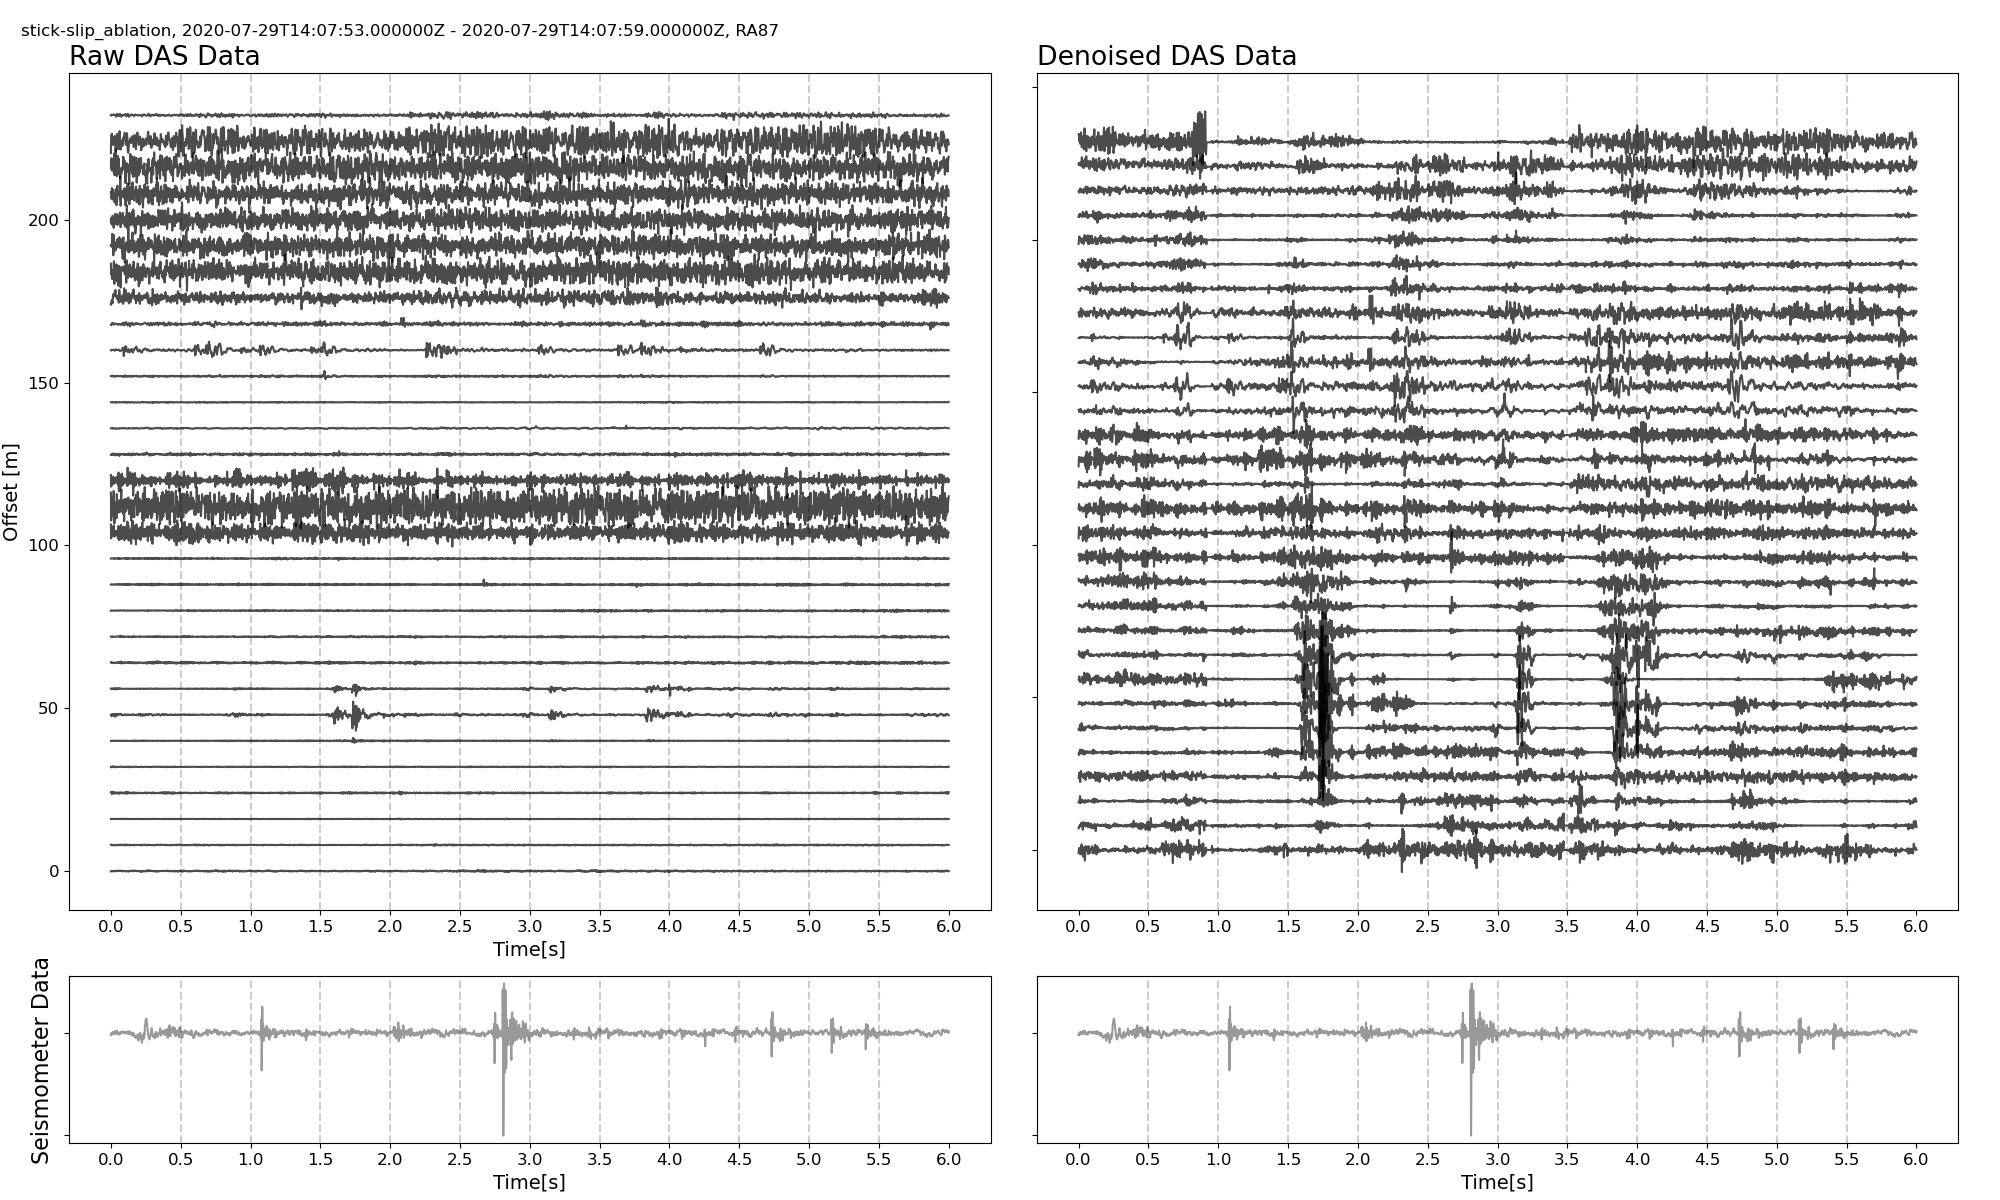 stick-slip_ablation, 2020-07-29T14:07:53.000000Z - 2020-07-29T14:07:59.000000Z, RA87
Raw DAS Data
Denoised DAS Data
Offset [m]
200
150
100
50
0
0.0 0.5 1.0 1.5 2.0 2.5 3.0 3.5 4.0 4.5 5.0 5.5 6.0
Time[s]
0.0 0.5 1.0 1.5 2.0 2.5 3.0 3.5 4.0 4.5 5.0 5.5 6.0
Seismometer Data
0.0 0.5 1.0 1.5 2.0 2.5 3.0 3.5 4.0 4.5 5.0 5.5 6.0
Time[s]
0.0 0.5 1.0 1.5 2.0 2.5 3.0 3.5 4.0 4.5 5.0 5.5 6.0
Time[s]